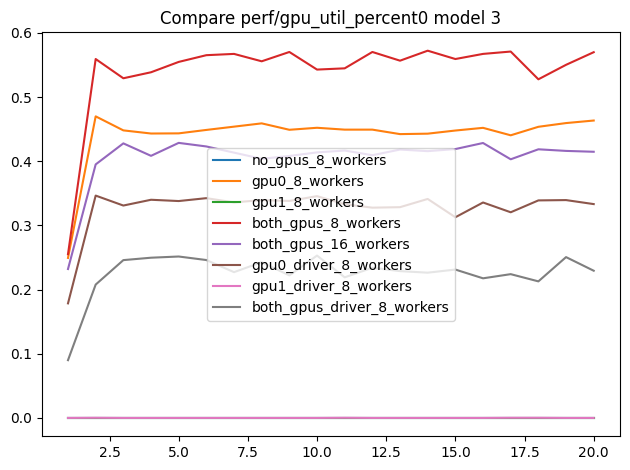 Compare perf/gpu_util_percent0 model 3
0.6
0.5
0.4
0.3
0.2
0.1
0.0
no_gpus_8_workers
gpu0_8_workers
gpu1_8_workers
both_gpus_8_workers
both_gpus_16_workers
gpu0_driver_8_workers
gpu1_driver_8_workers
both_gpus_driver_8_workers
2.5 5.0 7.5 10.0 12.5 15.0 17.5 20.0